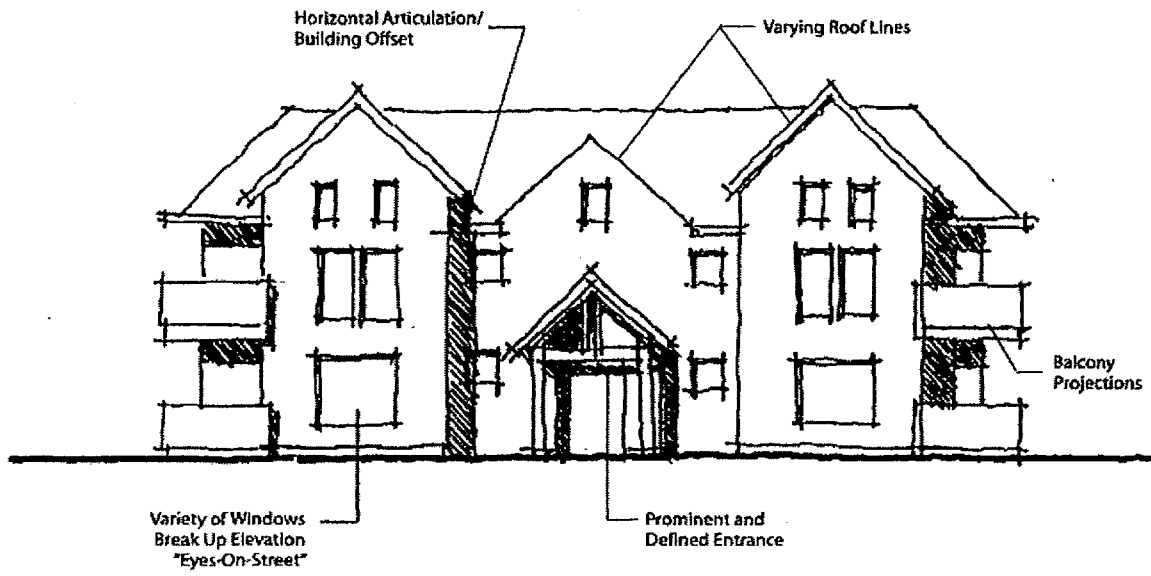 Horizontal Articulation/
Building Offset
Varying Roof Lines
Balcony
Projections
Variety of Windows
Break Up Elevation
"Eyes-On-Street"
Prominent and
Defined Entrance